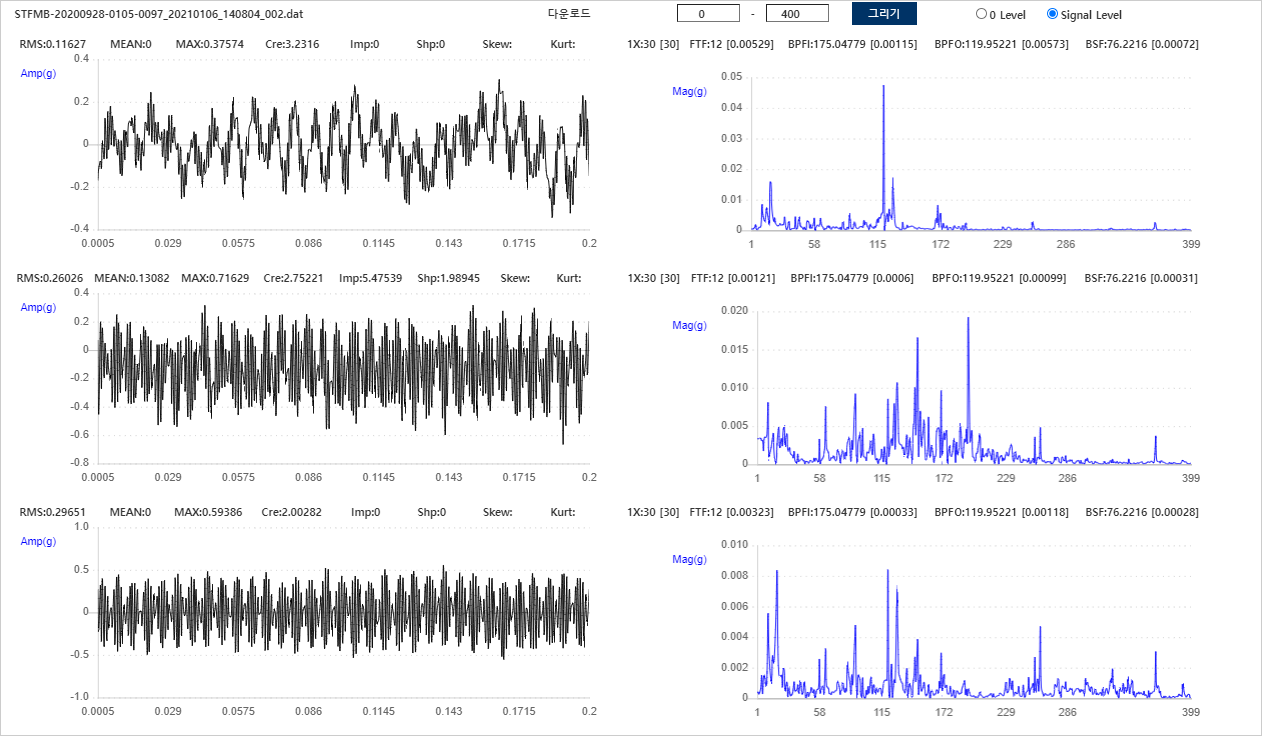 STFMB-20200928-0105-0097_20210106_140804_002.dat 다운로드 0 - 400 그리기 0 Level Signal Level
RMS:0.11627 MEAN:0 MAX:0.37574 Cre:3.2316 Imp:0 Shp:0 Skew: Kurt:
Amp(g)
0.4
0.2
0
-0.2
-0.4
0.0005 0.029 0.0575 0.086 0.1145 0.143 0.1715 0.2
1X:30 [30] FTF:12 [0.00529] BPFI:175.04779 [0.00115] BPFO:119.95221 [0.00573] BSF:76.2216 [0.00072]
Mag(g)
0.05
0.04
0.03
0.02
0.01
0
1 58 115 172 229 286 399
RMS:0.26026 MEAN:0.13082 MAX:0.71629 Cre:2.75221 Imp:5.47539 Shp:1.98945 Skew: Kurt:
Amp(g)
0.4
0.2
0
-0.2
-0.4
-0.6
-0.8
0.0005 0.029 0.0575 0.086 0.1145 0.143 0.1715 0.2
1X:30 [30] FTF:12 [0.00121] BPFI:175.04779 [0.0006] BPFO:119.95221 [0.00099] BSF:76.2216 [0.00031]
Mag(g)
0.020
0.015
0.010
0.005
0
1 58 115 172 229 286 399
RMS:0.29651 MEAN:0 MAX:0.59386 Cre:2.00282 Imp:0 Shp:0 Skew: Kurt:
Amp(g)
1.0
0.5
0
-0.5
-1.0
0.0005 0.029 0.0575 0.086 0.1145 0.143 0.1715 0.2
1X:30 [30] FTF:12 [0.00323] BPFI:175.04779 [0.00033] BPFO:119.95221 [0.00118] BSF:76.2216 [0.00028]
Mag(g)
0.010
0.008
0.006
0.004
0.002
0
1 58 115 172 229 286 399